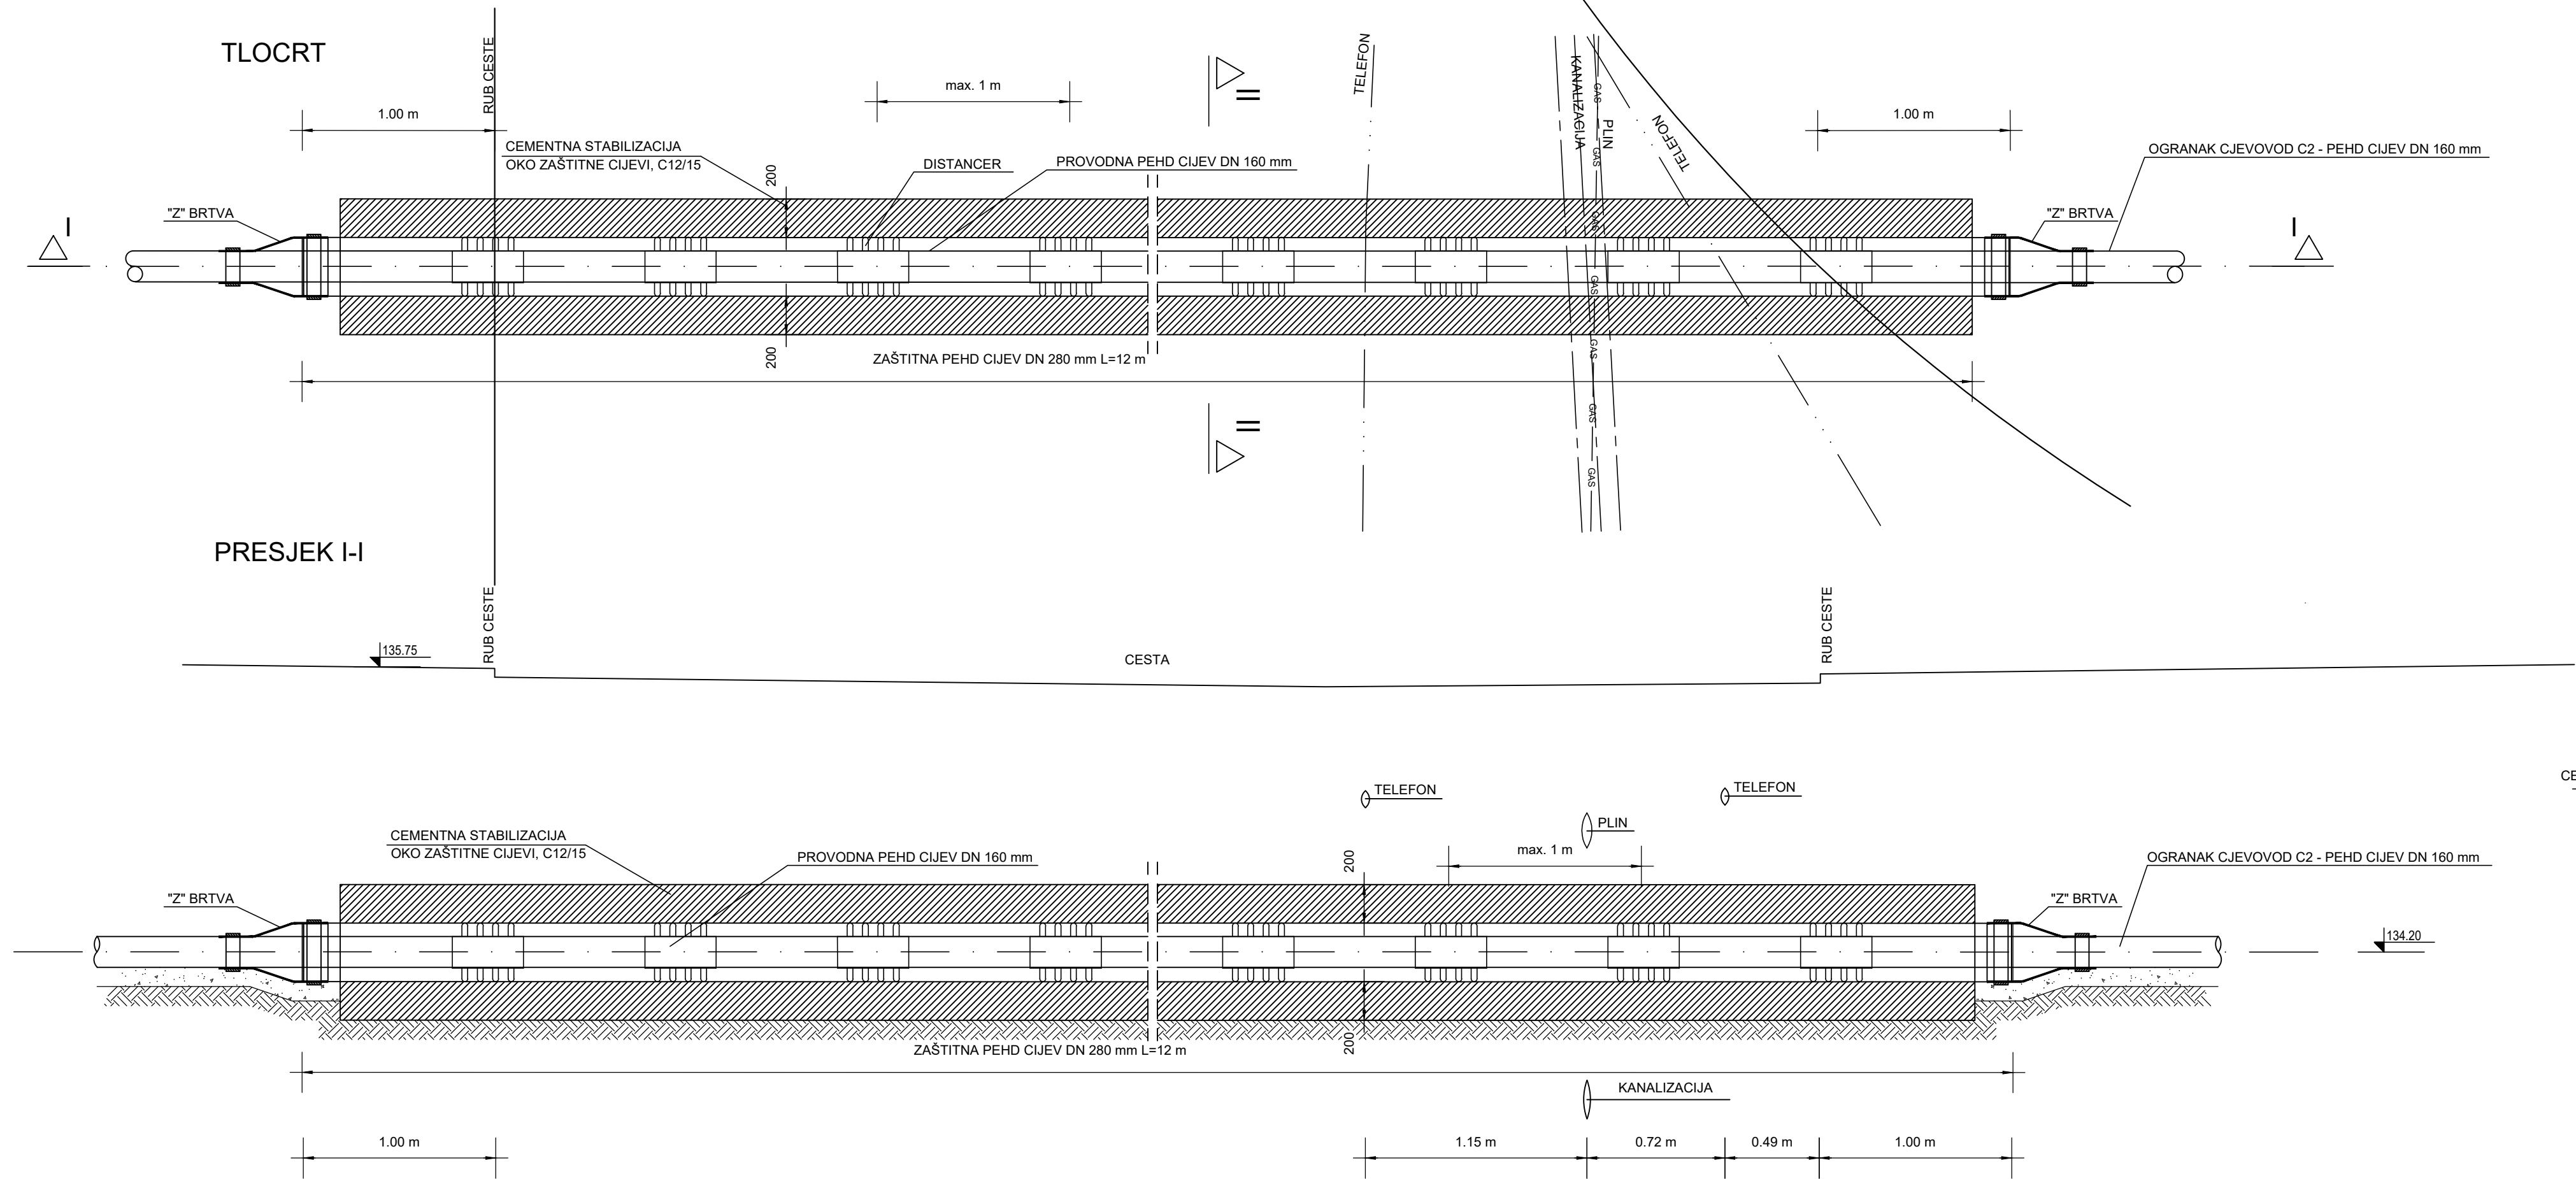 TLOCRT
RUB CESTE
1.00 m
CEMENTNA STABILIZACIJA
OKO ZAŠTITNE CIJEVI, C12/15
200
max. 1 m
DISTANCER
PROVODNA PEHD CIJEV DN 160 mm
II
TELEFON
KANALIZACIJA
GAS
PLIN
TELEFON
1.00 m
OGRANAK CJEVOVOD C2 - PEHD CIJEV DN 160 mm
"Z" BRTVA
"Z" BRTVA
I
I
GAS
GAS
GAS
GAS
GAS
GAS
200
ZAŠTITNA PEHD CIJEV DN 280 mm L=12 m
II
PRESJEK I-I
RUB CESTE
135.75
CESTA
RUB CESTE
TELEFON
TELEFON
PLIN
CEMENTNA STABILIZACIJA
OKO ZAŠTITNE CIJEVI, C12/15
PROVODNA PEHD CIJEV DN 160 mm
200
max. 1 m
OGRANAK CJEVOVOD C2 - PEHD CIJEV DN 160 mm
"Z" BRTVA
"Z" BRTVA
134.20
ZAŠTITNA PEHD CIJEV DN 280 mm L=12 m
200
KANALIZACIJA
1.00 m
1.15 m
0.72 m
0.49 m
1.00 m